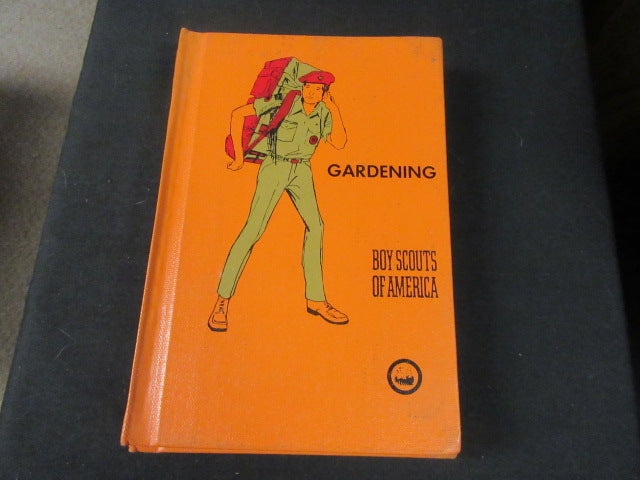 GARDENING
BOY SCOUTS
OF AMERICA